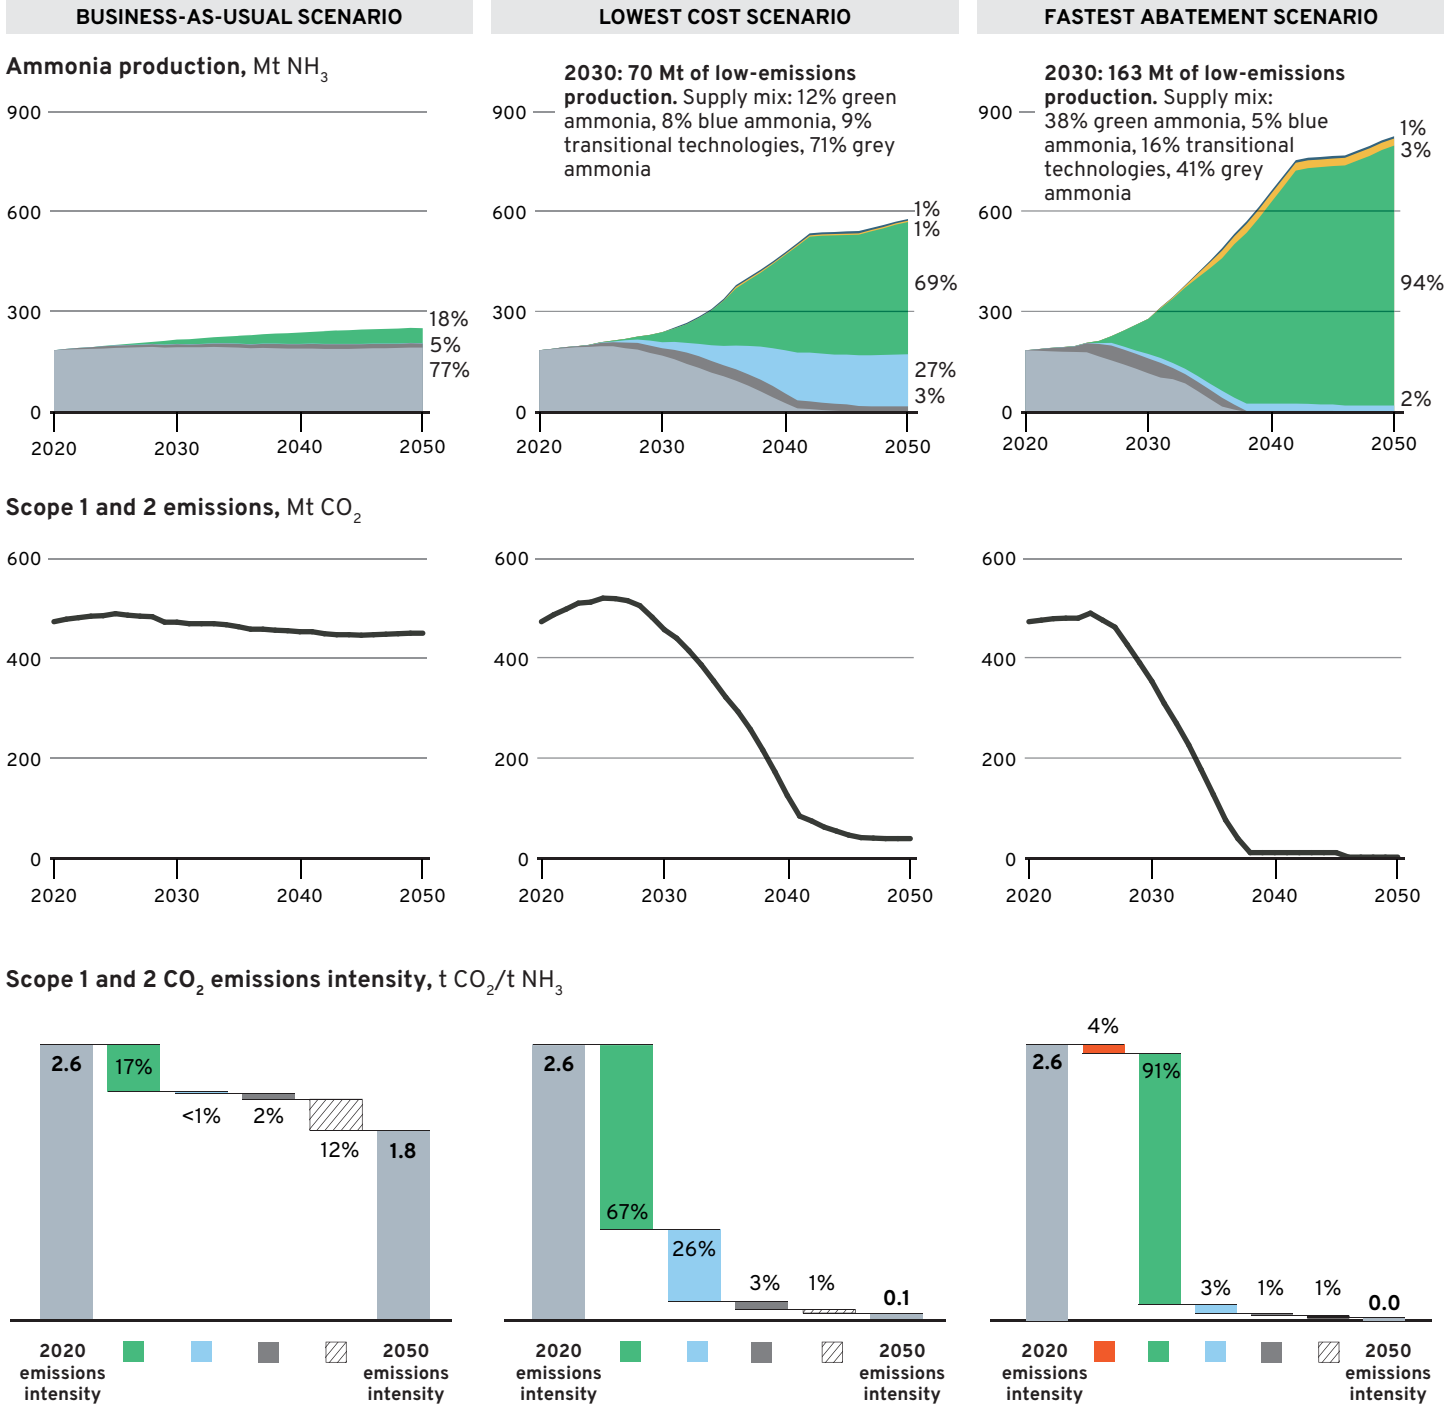 BUSINESS-AS-USUAL SCENARIO
LOWEST COST SCENARIO
FASTEST ABATEMENT SCENARIO
Ammonia production, Mt NH3
900
600
300
0
2020 2030 2040 2050
18%
5%
77%
2030: 70 Mt of low-emissions
production. Supply mix: 12% green
ammonia, 8% blue ammonia, 9%
transitional technologies, 71% grey
ammonia
900
600
300
0
2020 2030 2040 2050
1%
1%
69%
27%
3%
2030: 163 Mt of low-emissions
production. Supply mix:
38% green ammonia, 5% blue
ammonia, 16% transitional
technologies, 41% grey
ammonia
900
600
300
0
2020 2030 2040 2050
1%
3%
94%
2%
Scope 1 and 2 emissions, Mt CO2
600
400
200
0
2020 2030 2040 2050
600
400
200
0
2020 2030 2040 2050
600
400
200
0
2020 2030 2040 2050
Scope 1 and 2 CO2 emissions intensity, t CO2/t NH3
2.6
17%
<1%
2%
12%
1.8
2020
emissions
intensity
2050
emissions
intensity
2.6
67%
26%
3%
1%
0.1
2020
emissions
intensity
2050
emissions
intensity
2.6
4%
91%
3%
1%
1%
0.0
2020
emissions
intensity
2050
emissions
intensity